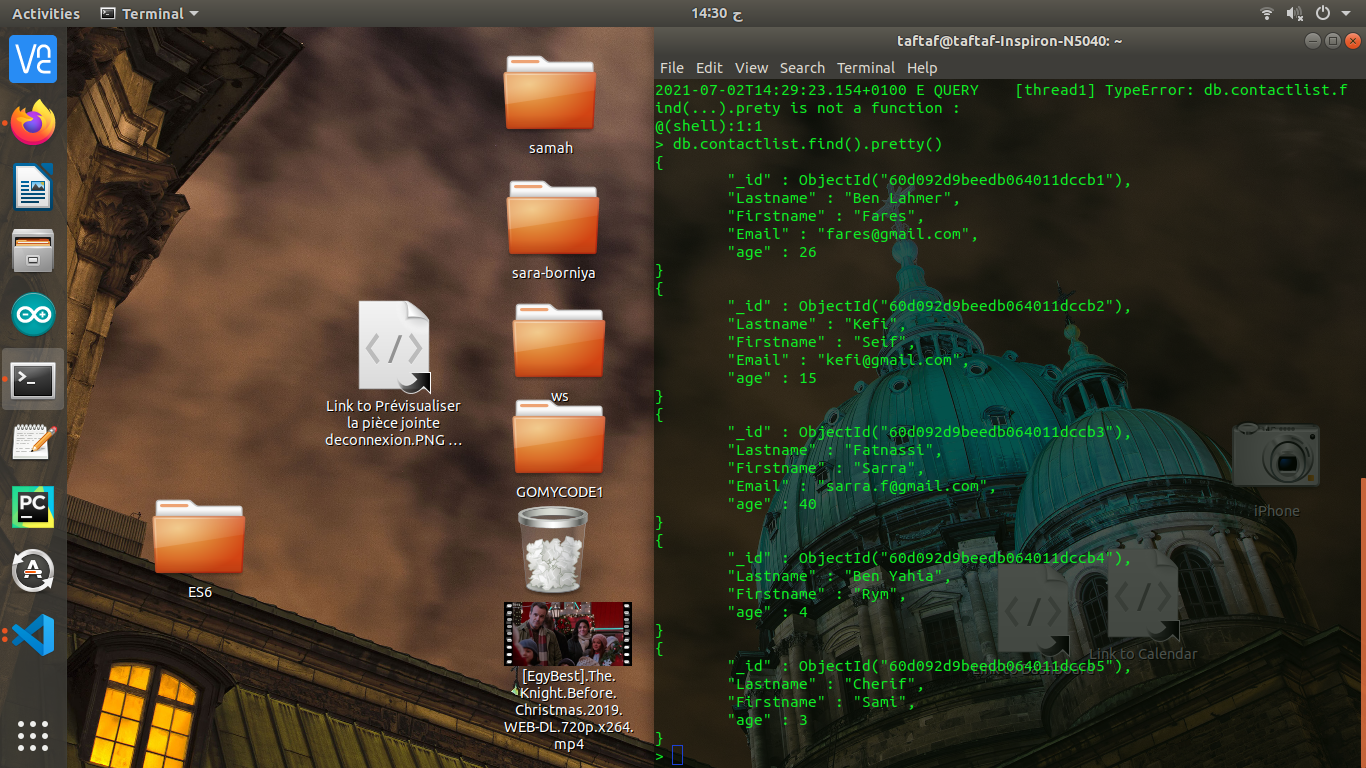 Activities
Terminal
14:30 ج
taftaf@taftaf-Inspiron-N5040: ~
File Edit View Search Terminal Help
samah
sara-borniya
Link to Prévisualiser
la pièce jointe
deconnexion.PNG …
ws
GOMYCODE1
ES6
[EgyBest].The.
Knight.Before.
Christmas.2019.
WEB-DL.720p.x264.
mp4
2021-07-02T14:29:23.154+0100 E QUERY    [thread1] TypeError: db.contactlist.f
ind(...).prety is not a function :
@(shell):1:1
> db.contactlist.find().pretty()
{
"_id" : ObjectId("60d092d9beedb064011dccb1"),
"Lastname" : "Ben Lahmer",
"Firstname" : "Fares",
"Email" : "fares@gmail.com",
"age" : 26
}
{
"_id" : ObjectId("60d092d9beedb064011dccb2"),
"Lastname" : "Kefi",
"Firstname" : "Seif",
"Email" : "kefi@gmail.com",
"age" : 15
}
{
"_id" : ObjectId("60d092d9beedb064011dccb3"),
"Lastname" : "Fatnassi",
"Firstname" : "Sarra",
"Email" : "sarra.f@gmail.com",
"age" : 40
}
{
"_id" : ObjectId("60d092d9beedb064011dccb4"),
"Lastname" : "Ben Yahia",
"Firstname" : "Rym",
"age" : 4
}
{
"_id" : ObjectId("60d092d9beedb064011dccb5"),
"Lastname" : "Cherif",
"Firstname" : "Sami",
"age" : 3
}
>
iPhone
Link to Calendar